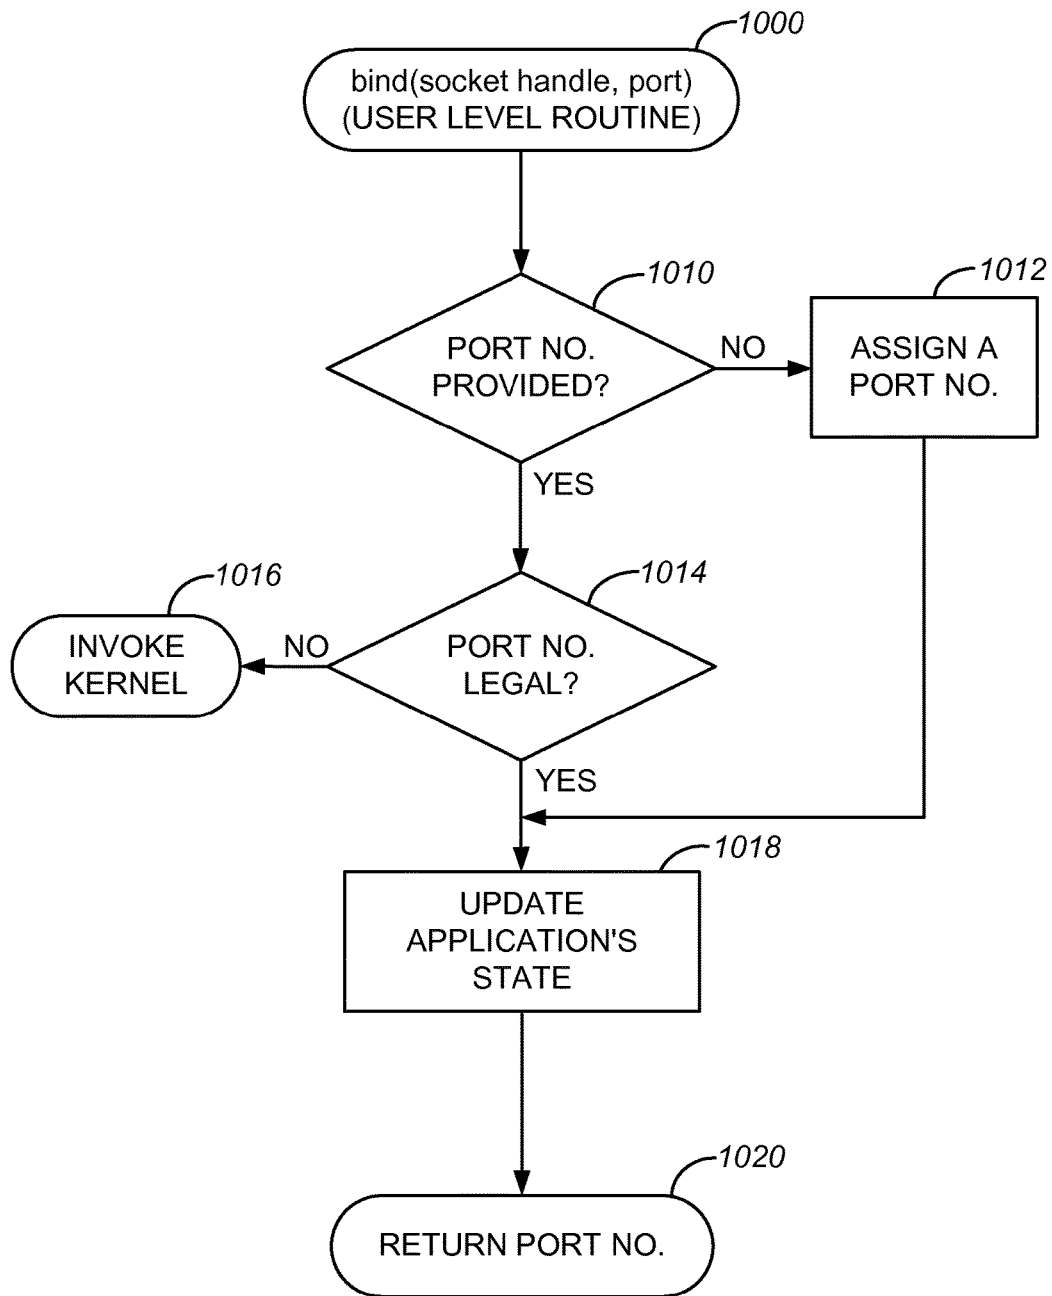 1000
bind(socket handle, port)
(USER LEVEL ROUTINE)
1010
1012
PORT NO.
PROVIDED?
NO
ASSIGN A
PORT NO.
YES
1014
1016
PORT NO.
LEGAL?
NO
INVOKE
KERNEL
YES
1018
UPDATE
APPLICATION'S
STATE
1020
RETURN PORT NO.